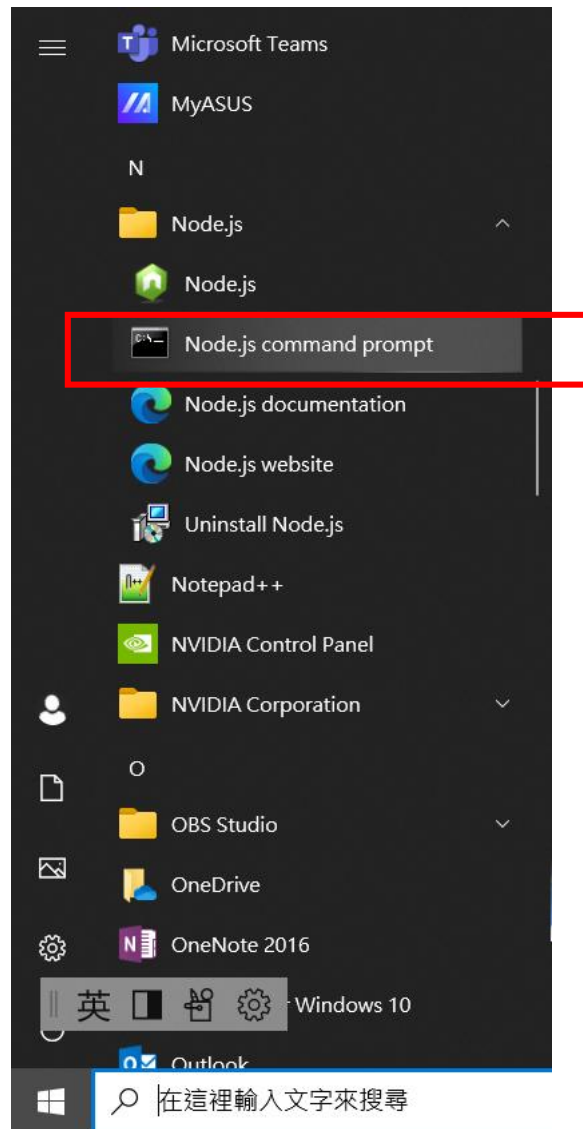 Microsoft Teams
MyASUS
N
Node.js
Node.js
Node.js command prompt
Node.js documentation
Node.js website
Uninstall Node.js
Notepad++
NVIDIA Control Panel
NVIDIA Corporation
O
OBS Studio
OneDrive
OneNote 2016
英
Windows 10
Outlook
在這裡輸入文字來搜尋